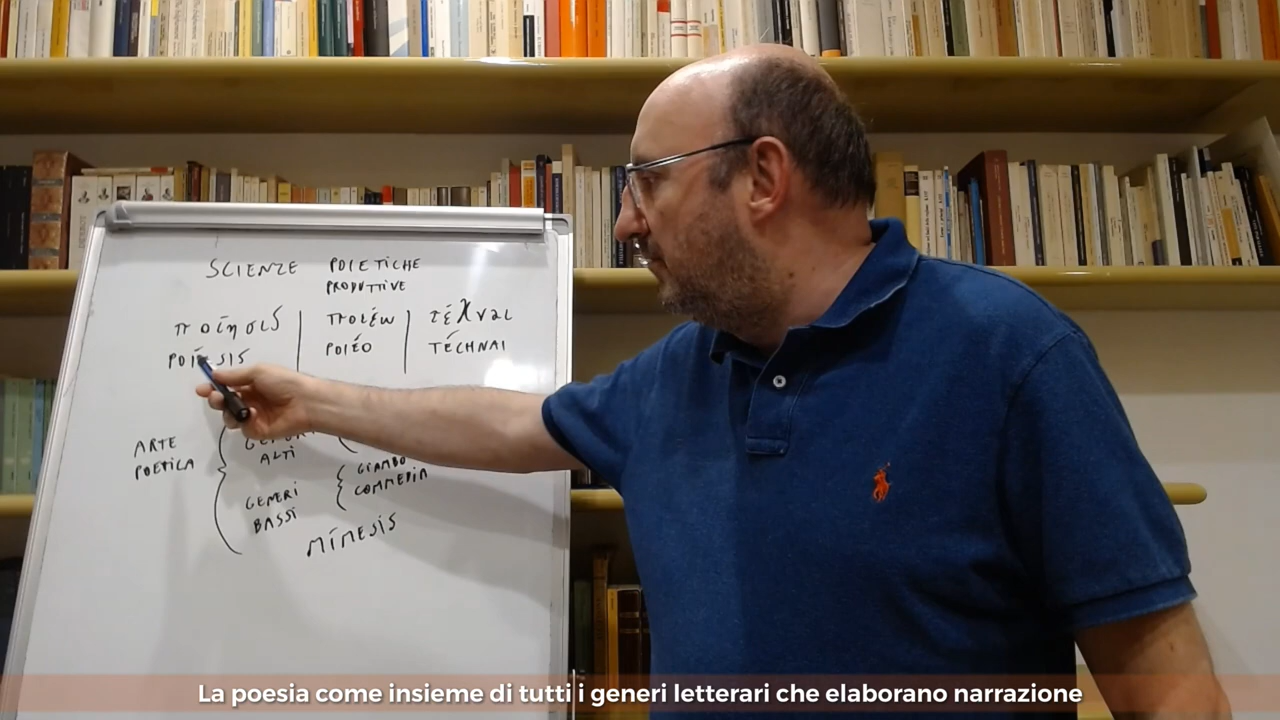 SCIENZE POIETICHE
PRODUTTIVE
ποίησις ποιέω τέχναι
POÍESIS POIÉO TÉCHNAI
ARTE
POETICA
ALTI
GENERI
BASSI
GIAMBO
COMMEDIA
MÍMESIS
La poesia come insieme di tutti i generi letterari che elaborano narrazione